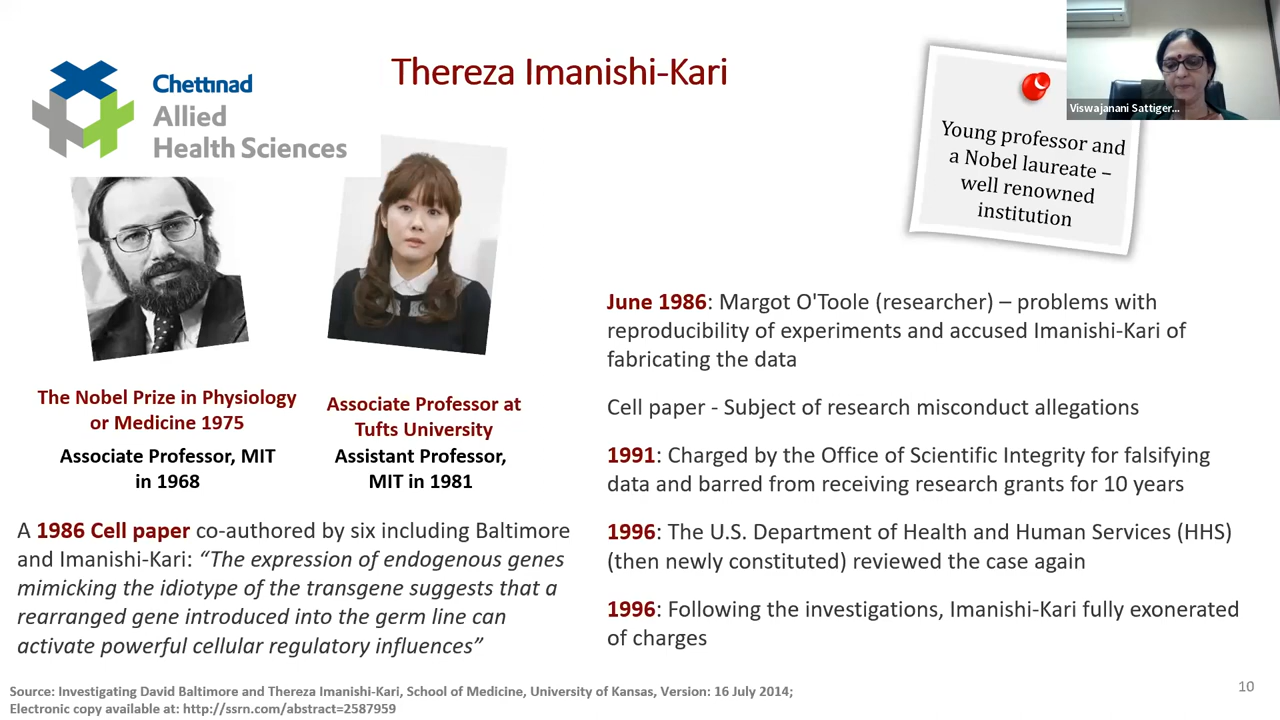 Thereza Imanishi-Kari
Chettinad
Allied
Health Sciences
Viswajanani Sattiger...
Young professor and
a Nobel laureate –
well renowned
institution
The Nobel Prize in Physiology
or Medicine 1975
Associate Professor, MIT
in 1968
Associate Professor at
Tufts University
Assistant Professor,
MIT in 1981
A 1986 Cell paper co-authored by six including Baltimore
and Imanishi-Kari: “The expression of endogenous genes
mimicking the idiotype of the transgene suggests that a
rearranged gene introduced into the germ line can
activate powerful cellular regulatory influences”
June 1986: Margot O'Toole (researcher) – problems with
reproducibility of experiments and accused Imanishi-Kari of
fabricating the data
Cell paper - Subject of research misconduct allegations
1991: Charged by the Office of Scientific Integrity for falsifying
data and barred from receiving research grants for 10 years
1996: The U.S. Department of Health and Human Services (HHS)
(then newly constituted) reviewed the case again
1996: Following the investigations, Imanishi-Kari fully exonerated
of charges
Source: Investigating David Baltimore and Thereza Imanishi-Kari, School of Medicine, University of Kansas, Version: 16 July 2014;
Electronic copy available at: http://ssrn.com/abstract=2587959
10